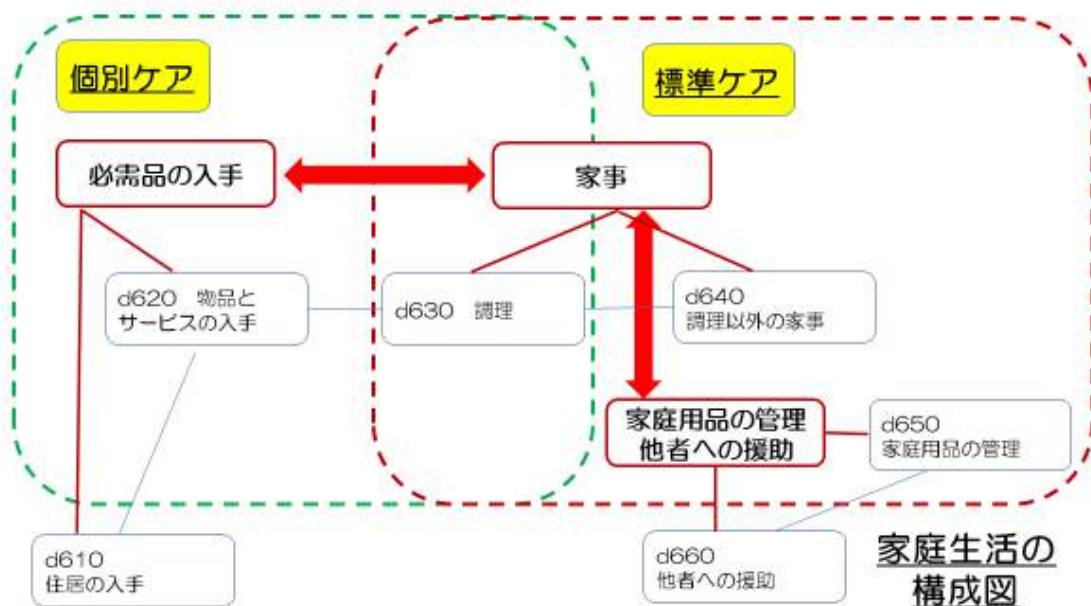 個別ケア
標準ケア
必需品の入手
家事
d620　物品と
サービスの入手
d630　調理
d640
調理以外の家事
家庭用品の管理
他者への援助
d650
家庭用品の管理
d610
住居の入手
d660
他者への援助
家庭生活の
構成図